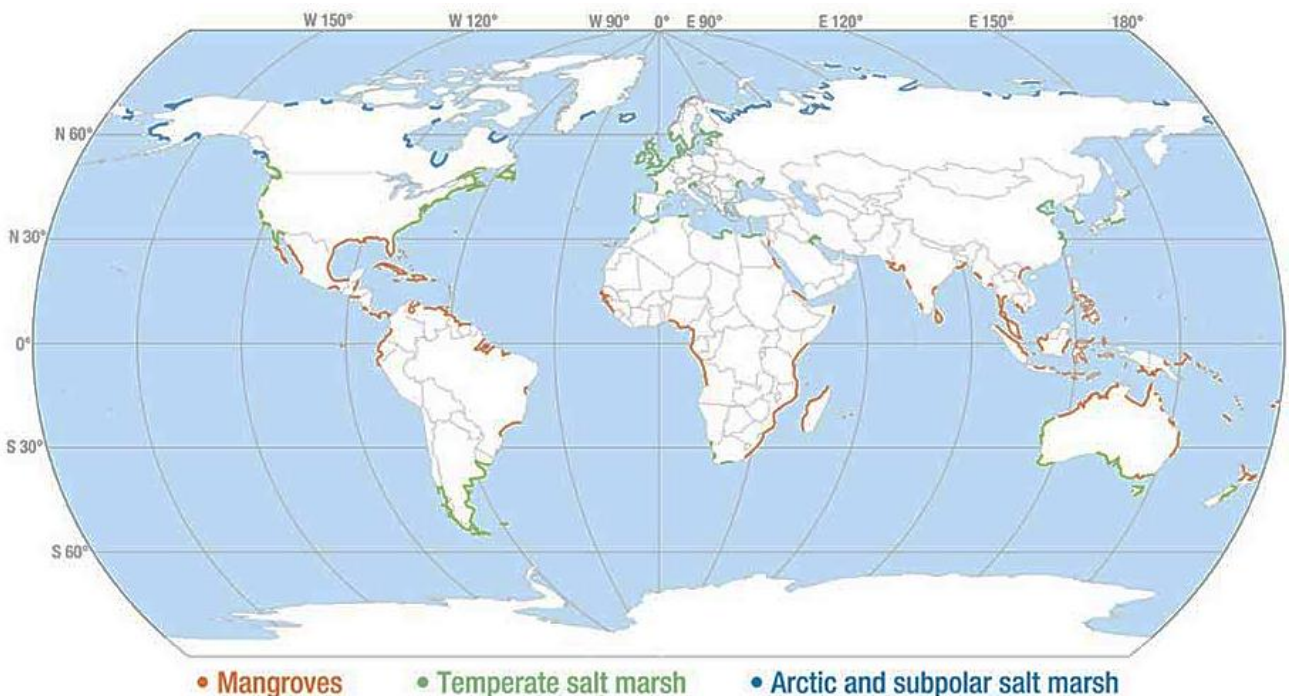 W 150° W 120° W 90° 0° E 90° E 120° E 150° 180°
N 60°
N 30°
0°
S 30°
S 60°
• Mangroves • Temperate salt marsh • Arctic and subpolar salt marsh